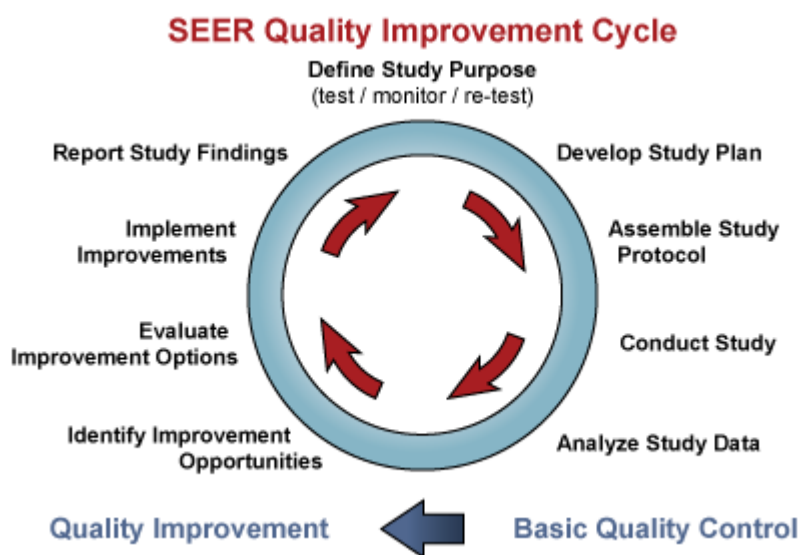 SEER Quality Improvement Cycle
Define Study Purpose
(test / monitor / re-test)
Develop Study Plan
Assemble Study
Protocol
Conduct Study
Analyze Study Data
Identify Improvement
Opportunities
Evaluate
Improvement Options
Implement
Improvements
Report Study Findings
Quality Improvement
Basic Quality Control